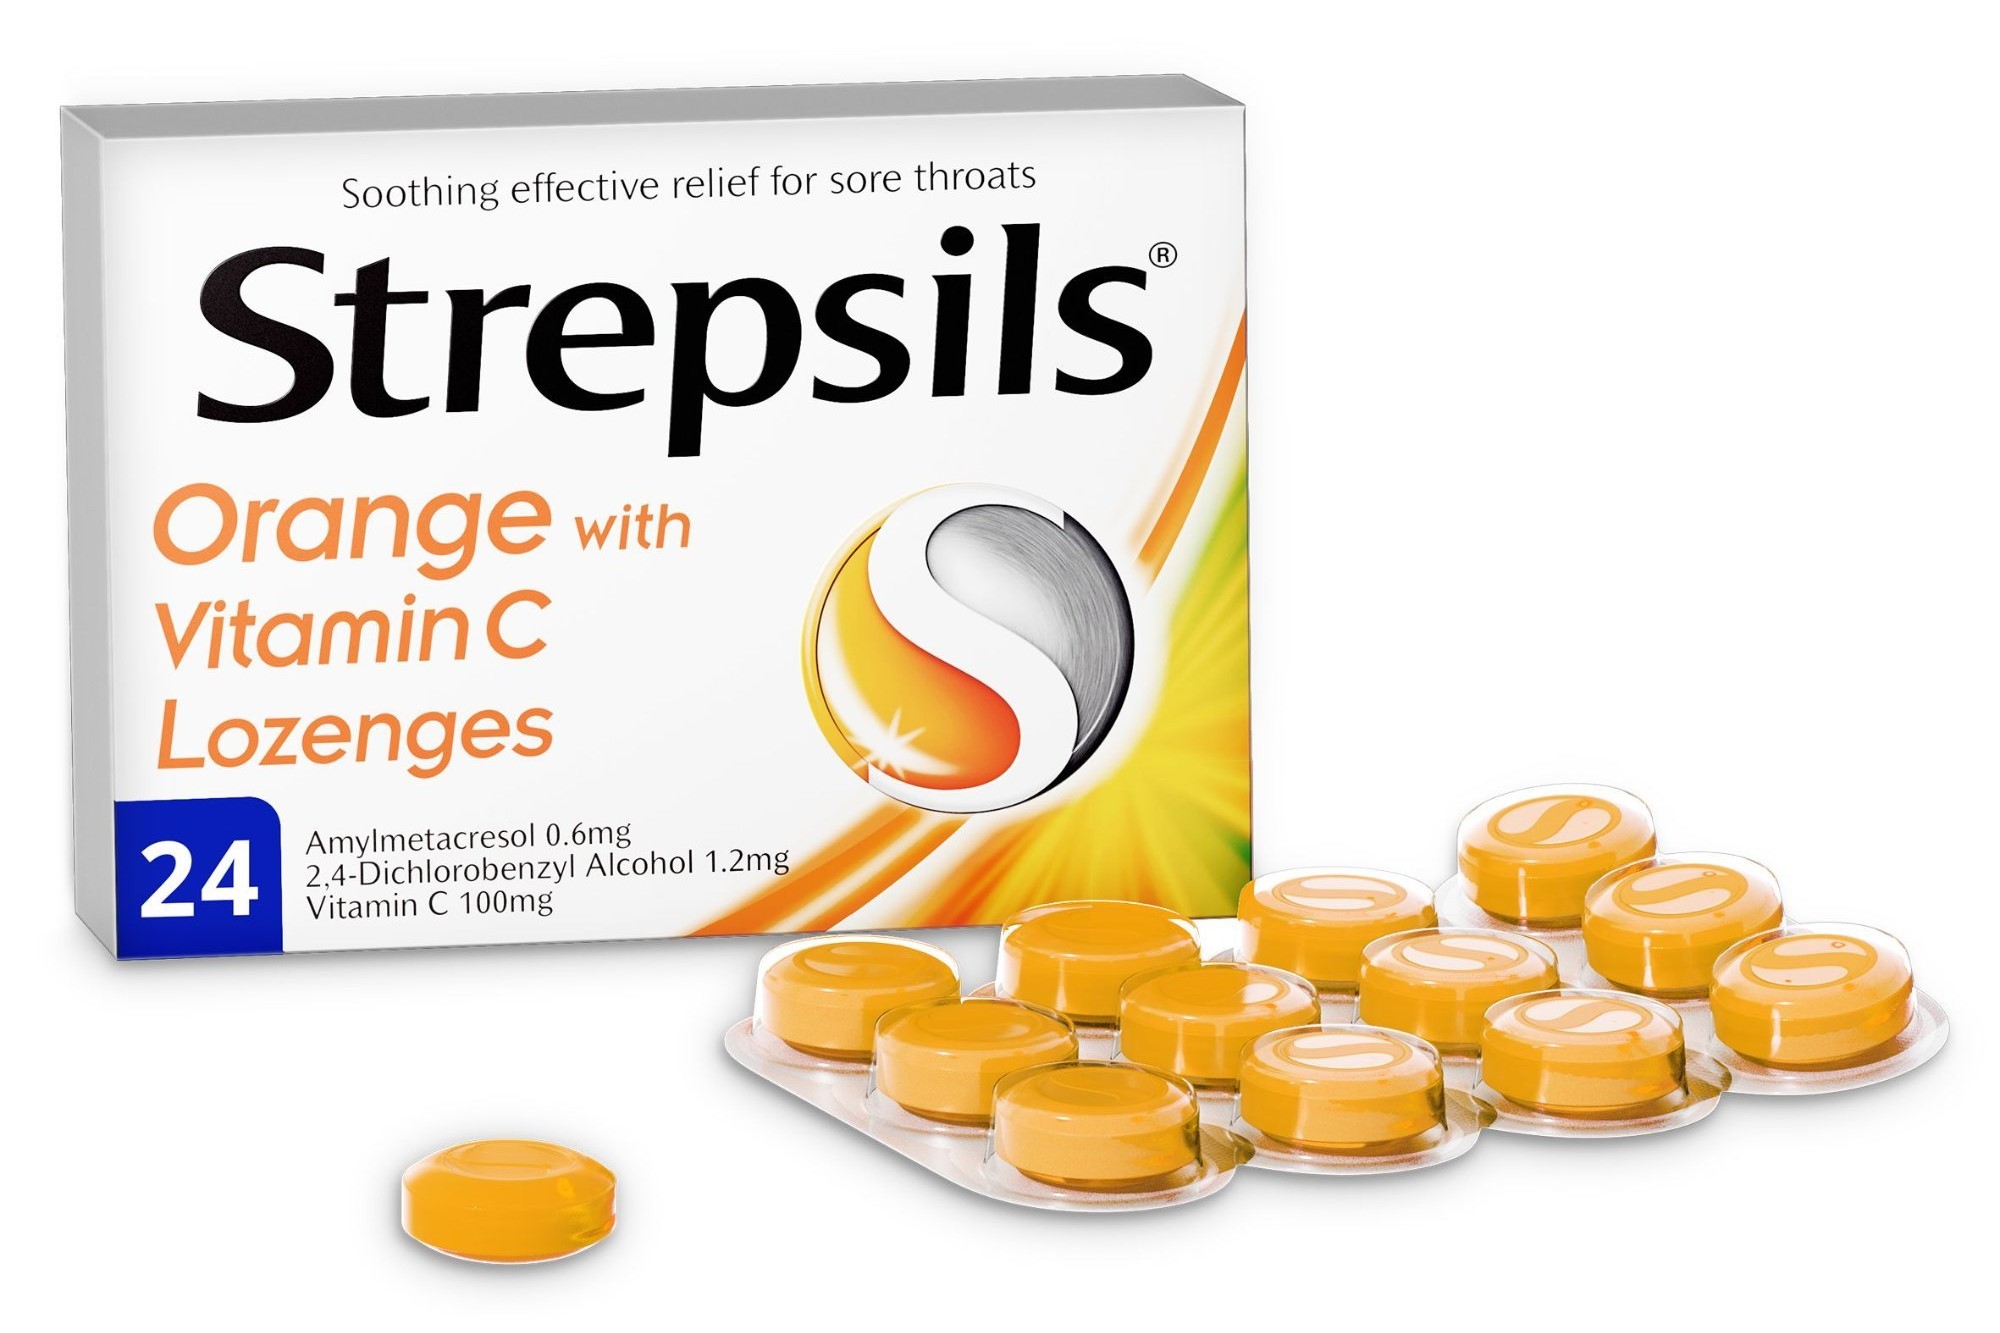 Soothing effective relief for sore throats
Strepsils®
Orange with
Vitamin C
Lozenges
24
Amylmetacresol 0.6mg
2,4-Dichlorobenzyl Alcohol 1.2mg
Vitamin C 100mg